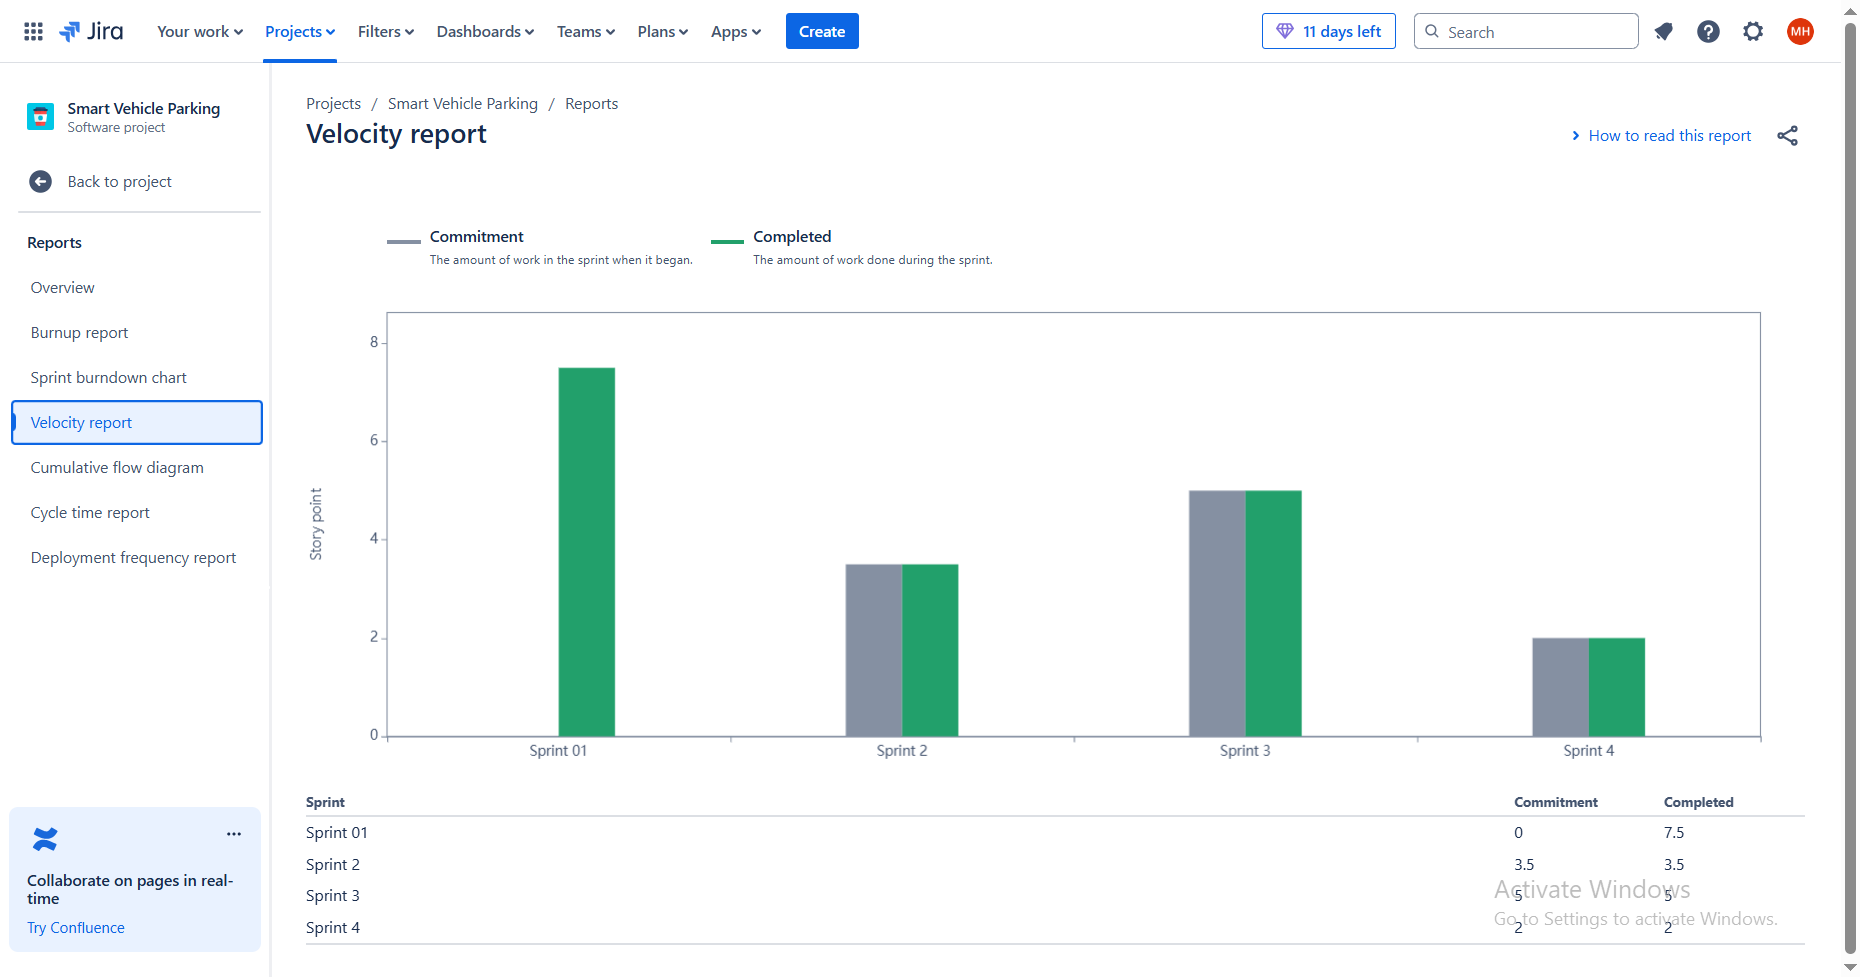 Jira Your work Projects Filters Dashboards Teams Plans Apps Create 11 days left Search MH
Smart Vehicle Parking
Software project
Back to project
Reports
Overview
Burnup report
Sprint burndown chart
Velocity report
Cumulative flow diagram
Cycle time report
Deployment frequency report
Collaborate on pages in real-
time
Try Confluence
Projects / Smart Vehicle Parking / Reports
Velocity report
How to read this report
Commitment
The amount of work in the sprint when it began.
Completed
The amount of work done during the sprint.
Story point
8
6
4
2
0
Sprint 01 Sprint 2 Sprint 3 Sprint 4
Sprint Commitment Completed
Sprint 01 0 7.5
Sprint 2 3.5 3.5
Sprint 3 5 5
Sprint 4 2 2
Activate Windows
Go to Settings to activate Windows.